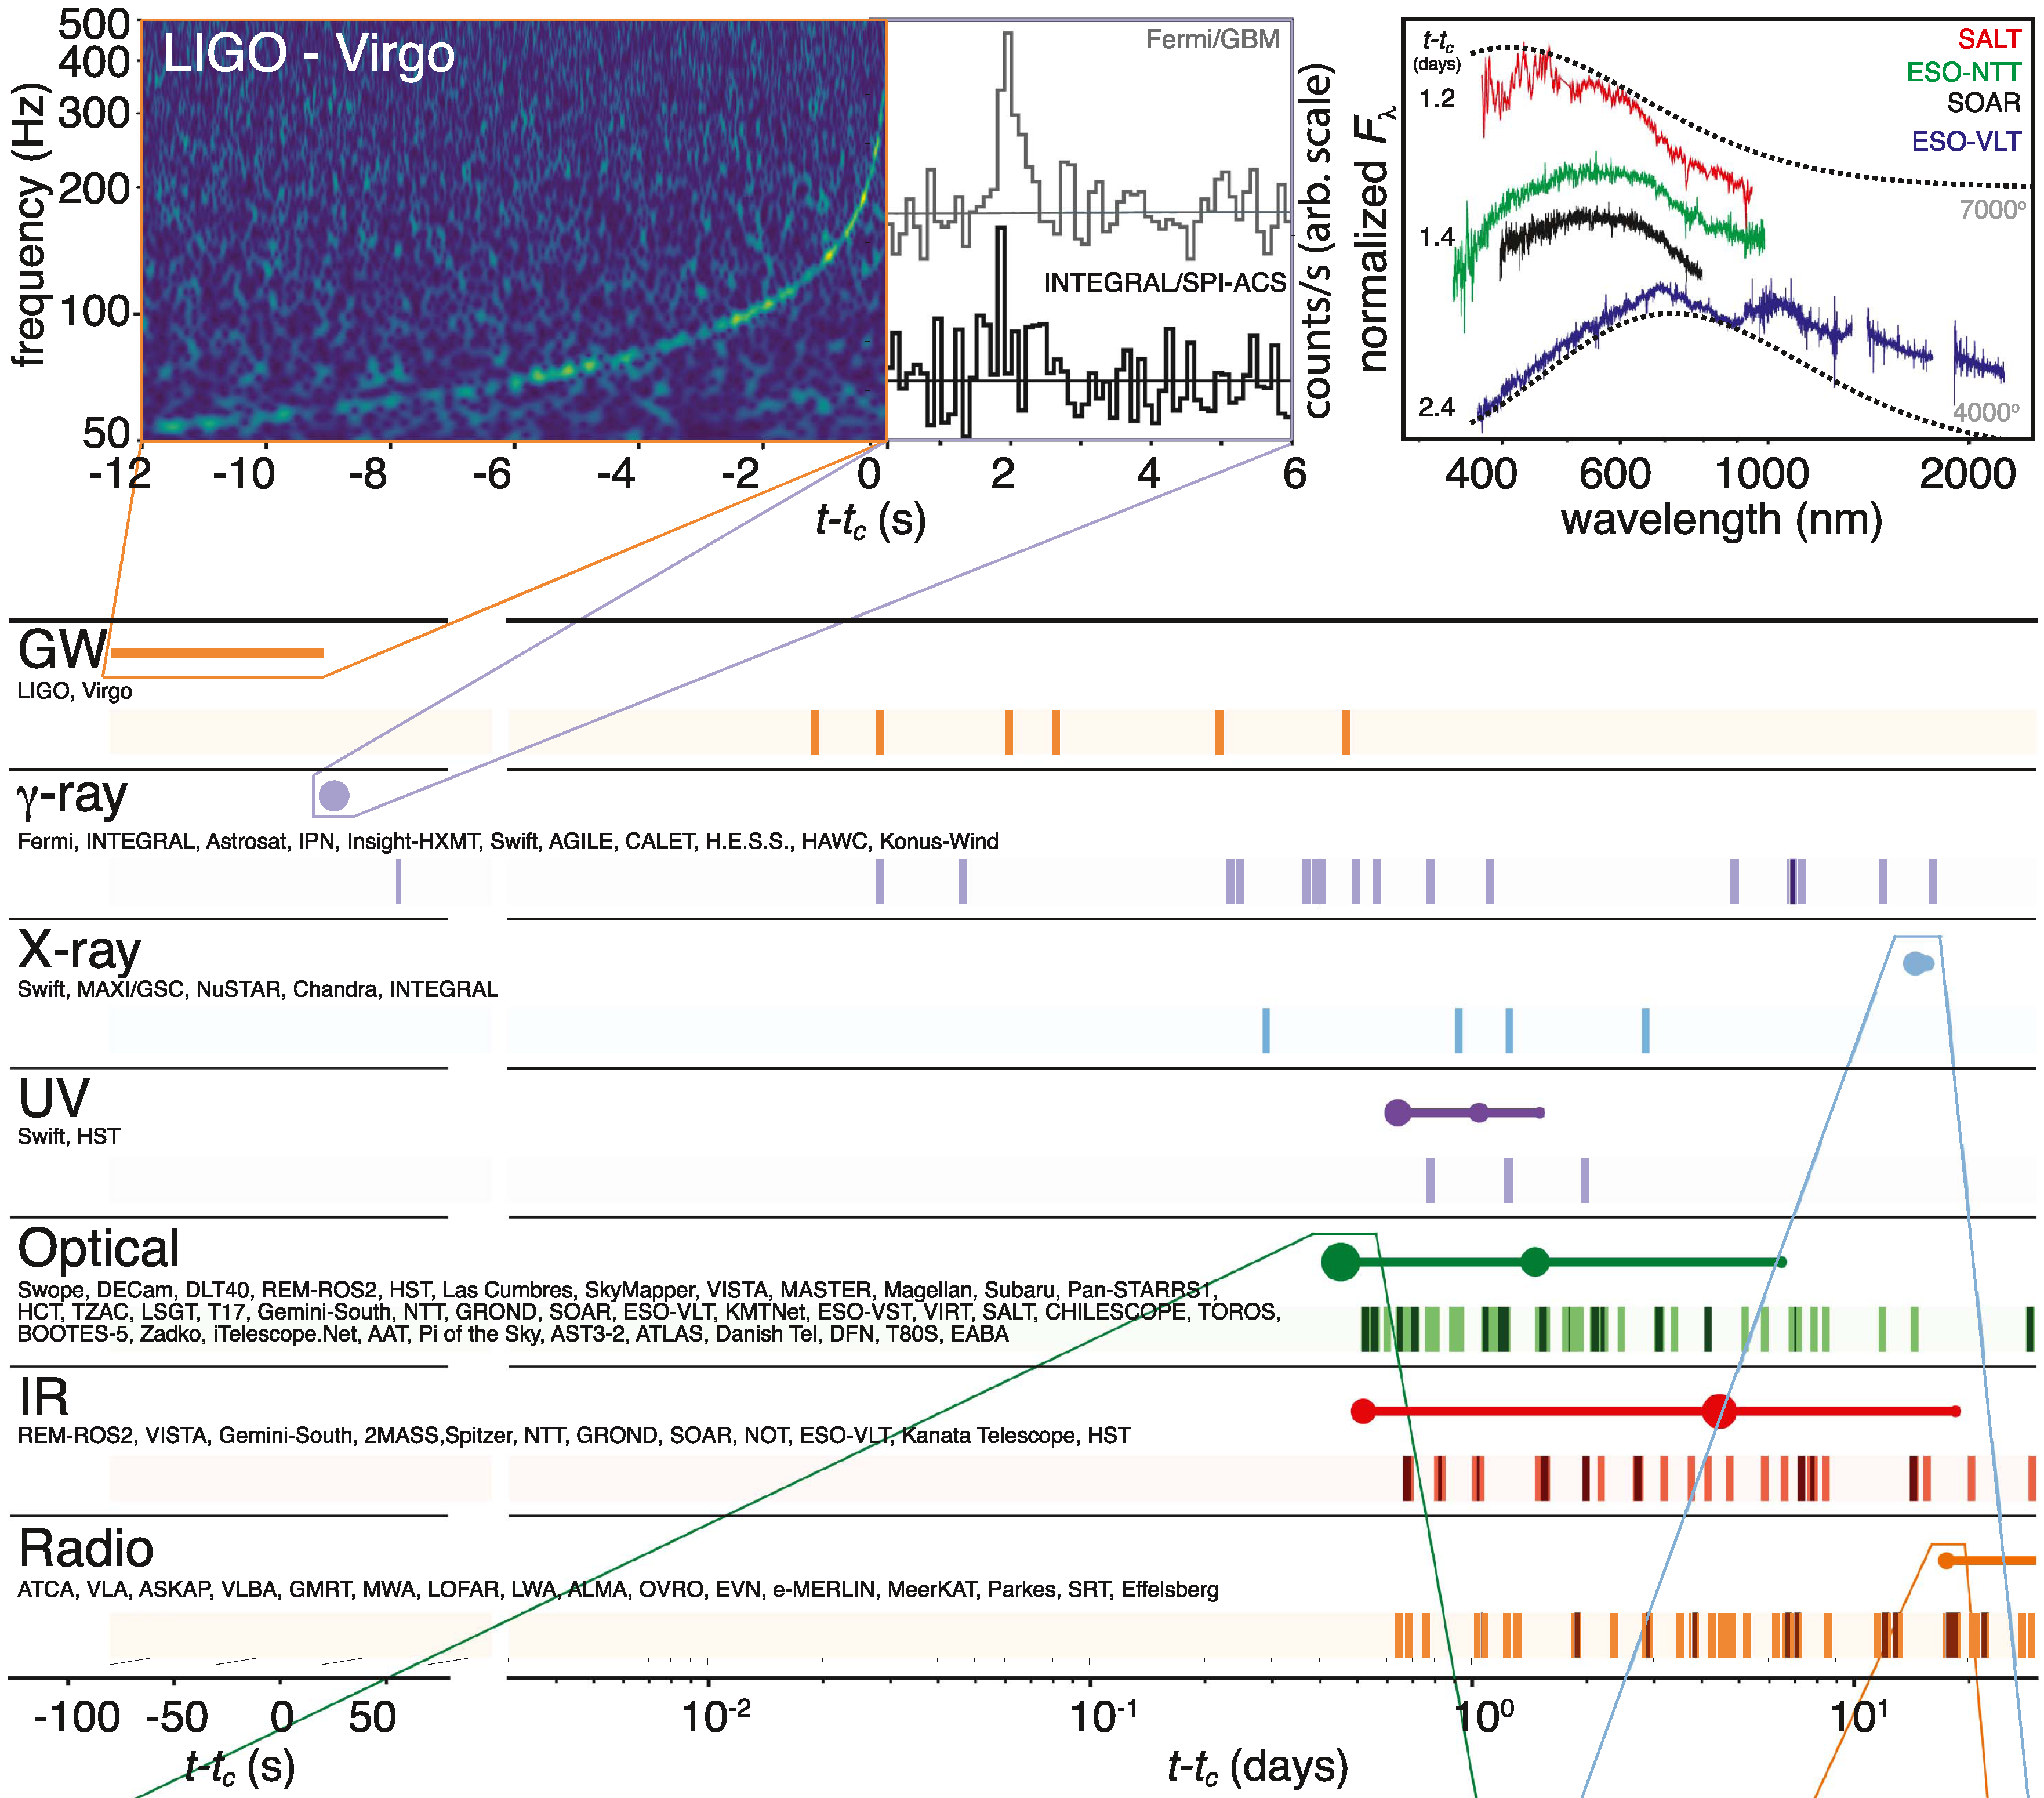 500
400
300
200
100
50
frequency (Hz)
LIGO - Virgo
Fermi/GBM
INTEGRAL/SPI-ACS
counts/s (arb. scale)
-12 -10 -8 -6 -4 -2 0 2 4 6
t-tc (s)
normalized Fλ
t-tc
(days)
1.2
1.4
2.4
SALT
ESO-NTT
SOAR
ESO-VLT
7000º
4000º
400 600 1000 2000
wavelength (nm)
GW
LIGO, Virgo
γ-ray
Fermi, INTEGRAL, Astrosat, IPN, Insight-HXMT, Swift, AGILE, CALET, H.E.S.S., HAWC, Konus-Wind
X-ray
Swift, MAXI/GSC, NuSTAR, Chandra, INTEGRAL
UV
Swift, HST
Optical
Swope, DECam, DLT40, REM-ROS2, HST, Las Cumbres, SkyMapper, VISTA, MASTER, Magellan, Subaru, Pan-STARRS1,
HCT, TZAC, LSGT, T17, Gemini-South, NTT, GROND, SOAR, ESO-VLT, KMTNet, ESO-VST, VIRT, SALT, CHILESCOPE, TOROS,
BOOTES-5, Zadko, iTelescope.Net, AAT, Pi of the Sky, AST3-2, ATLAS, Danish Tel, DFN, T80S, EABA
IR
REM-ROS2, VISTA, Gemini-South, 2MASS,Spitzer, NTT, GROND, SOAR, NOT, ESO-VLT, Kanata Telescope, HST
Radio
ATCA, VLA, ASKAP, VLBA, GMRT, MWA, LOFAR, LWA, ALMA, OVRO, EVN, e-MERLIN, MeerKAT, Parkes, SRT, Effelsberg
-100 -50 0 50 10-2 10-1 100 101
t-tc (s) t-tc (days)